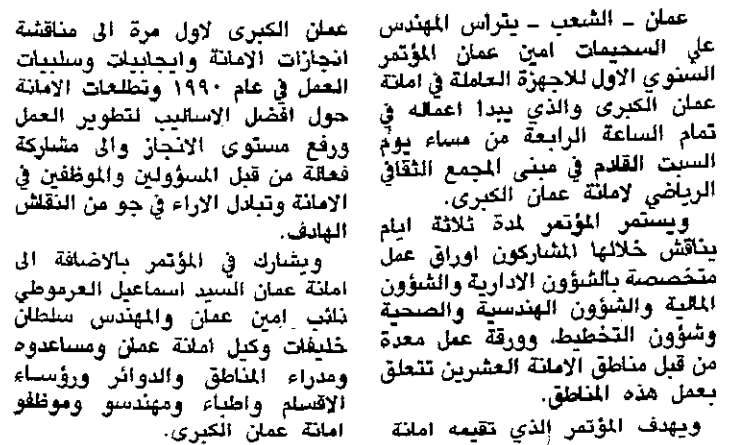 عمان - الشعب - يتراس المهندس
علي السحيمات امين عمان المؤتمر
السنوي الاول للاجهزة العاملة في امانة
عمان الكبرى والذي يبدا اعماله في
تمام الساعة الرابعة من مساء يوم
السبت القادم في مبنى المجمع الثقافي
الرياضي لامانة عمان الكبرى.
ويستمر المؤتمر لمدة ثلاثة ايام
يناقش خلالها المشاركون اوراق عمل
متخصصة بالشؤون الادارية والشؤون
المالية والشؤون الهندسية والصحية
وشؤون التخطيط، وورقة عمل معدة
من قبل مناطق الامانة العشرين تتعلق
بعمل هذه المناطق.
ويهدف المؤتمر الذي تقيمه امانة
عمان الكبرى لاول مرة الى مناقشة
انجازات الامانة وايجابيات وسلبيات
العمل في عام ١٩٩٠ وتطلعات الامانة
حول افضل الاساليب لتطوير العمل
ورفع مستوى الانجاز والى مشاركة
فعالة من قبل المسؤولين والموظفين في
الامانة وتبادل الاراء في جو من النقاش
الهادف.
ويشارك في المؤتمر بالاضافة الى
امانة عمان السيد اسماعيل العرموطي
نائب امين عمان والمهندس سلطان
خليفات وكيل امانة عمان ومساعدوه
ومدراء المناطق والدوائر ورؤساء
الاقسام واطباء ومهندسو وموظفو
امانة عمان الكبرى.